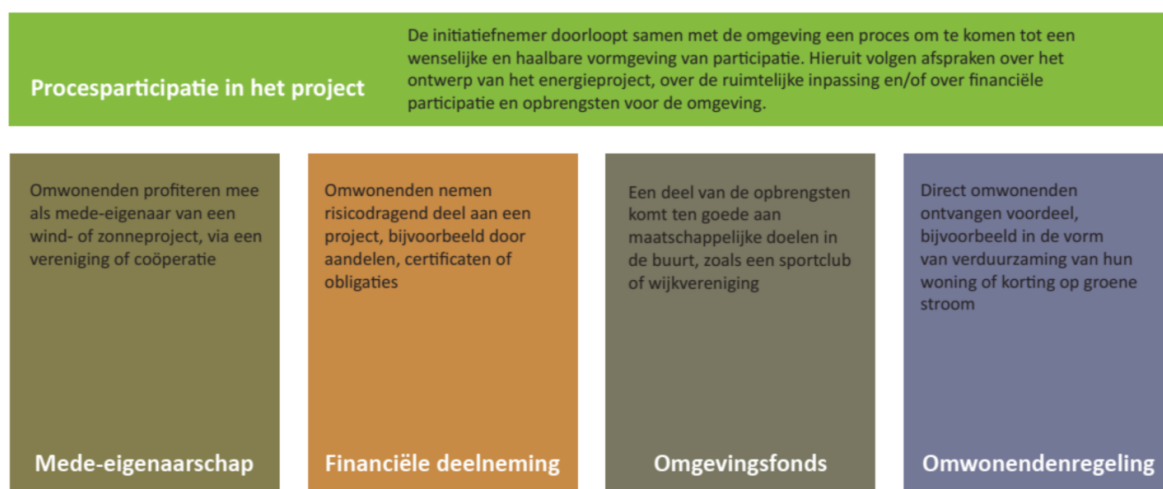 Procesparticipatie in het project
De initiatiefnemer doorloopt samen met de omgeving een proces om te komen tot een
wenselijke en haalbare vormgeving van participatie. Hieruit volgen afspraken over het
ontwerp van het energieproject, over de ruimtelijke inpassing en/of over financiële
participatie en opbrengsten voor de omgeving.
Omwonenden profiteren mee
als mede-eigenaar van een
wind- of zonneproject, via een
vereniging of coöperatie
Mede-eigenaarschap
Omwonenden nemen
risicodragend deel aan een
project, bijvoorbeeld door
aandelen, certificaten of
obligaties
Financiële deelneming
Een deel van de opbrengsten
komt ten goede aan
maatschappelijke doelen in
de buurt, zoals een sportclub
of wijkvereniging
Omgevingsfonds
Direct omwonenden
ontvangen voordeel,
bijvoorbeeld in de vorm
van verduurzaming van hun
woning of korting op groene
stroom
Omwonendenregeling